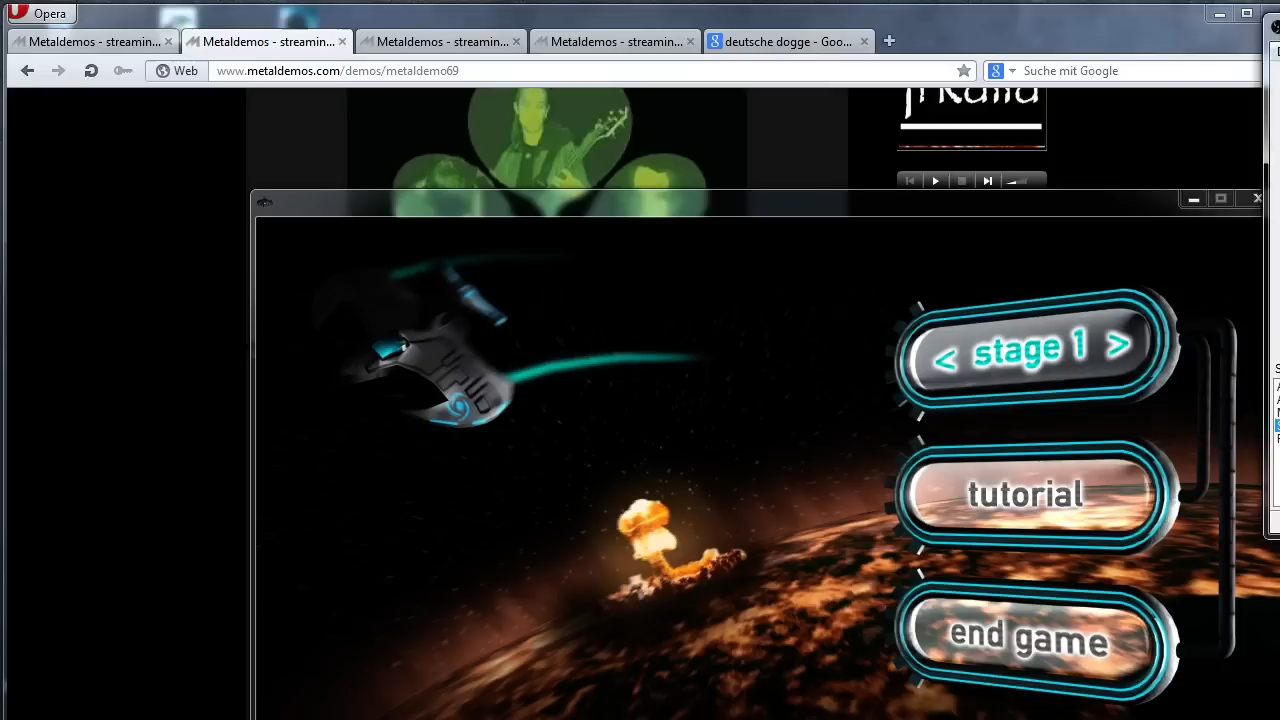 Opera
Metaldemos - streamin...
Metaldemos - streamin...
Metaldemos - streamin...
Metaldemos - streamin...
deutsche dogge - Goo...
Web
www.metaldemos.com/demos/metaldemo69
Suche mit Google
< stage 1 >
tutorial
end game